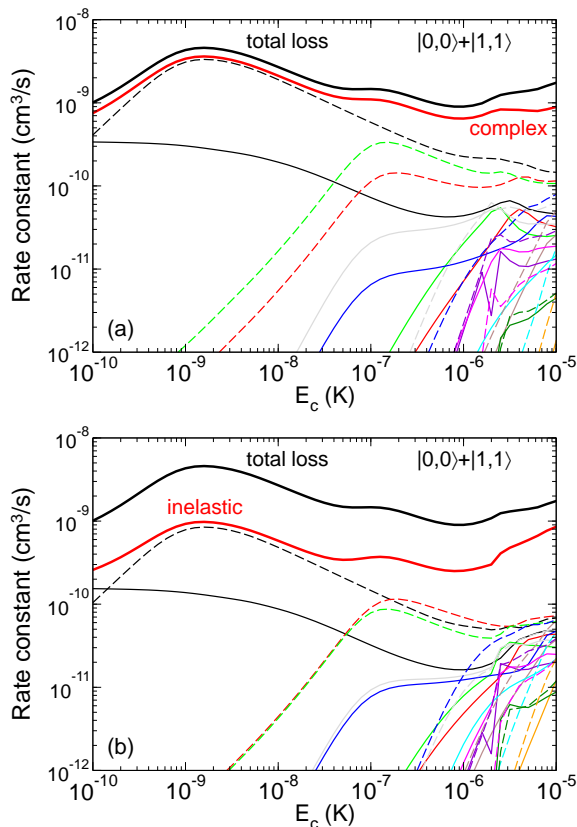 10^-8
total loss
|0,0⟩+|1,1⟩
10^-9
complex
10^-10
Rate constant (cm^3/s)
10^-11
(a)
10^-12
10^-10 10^-9 10^-8 10^-7 10^-6 10^-5
E_c (K)
10^-8
total loss
|0,0⟩+|1,1⟩
inelastic
10^-9
10^-10
Rate constant (cm^3/s)
10^-11
(b)
10^-12
10^-10 10^-9 10^-8 10^-7 10^-6 10^-5
E_c (K)